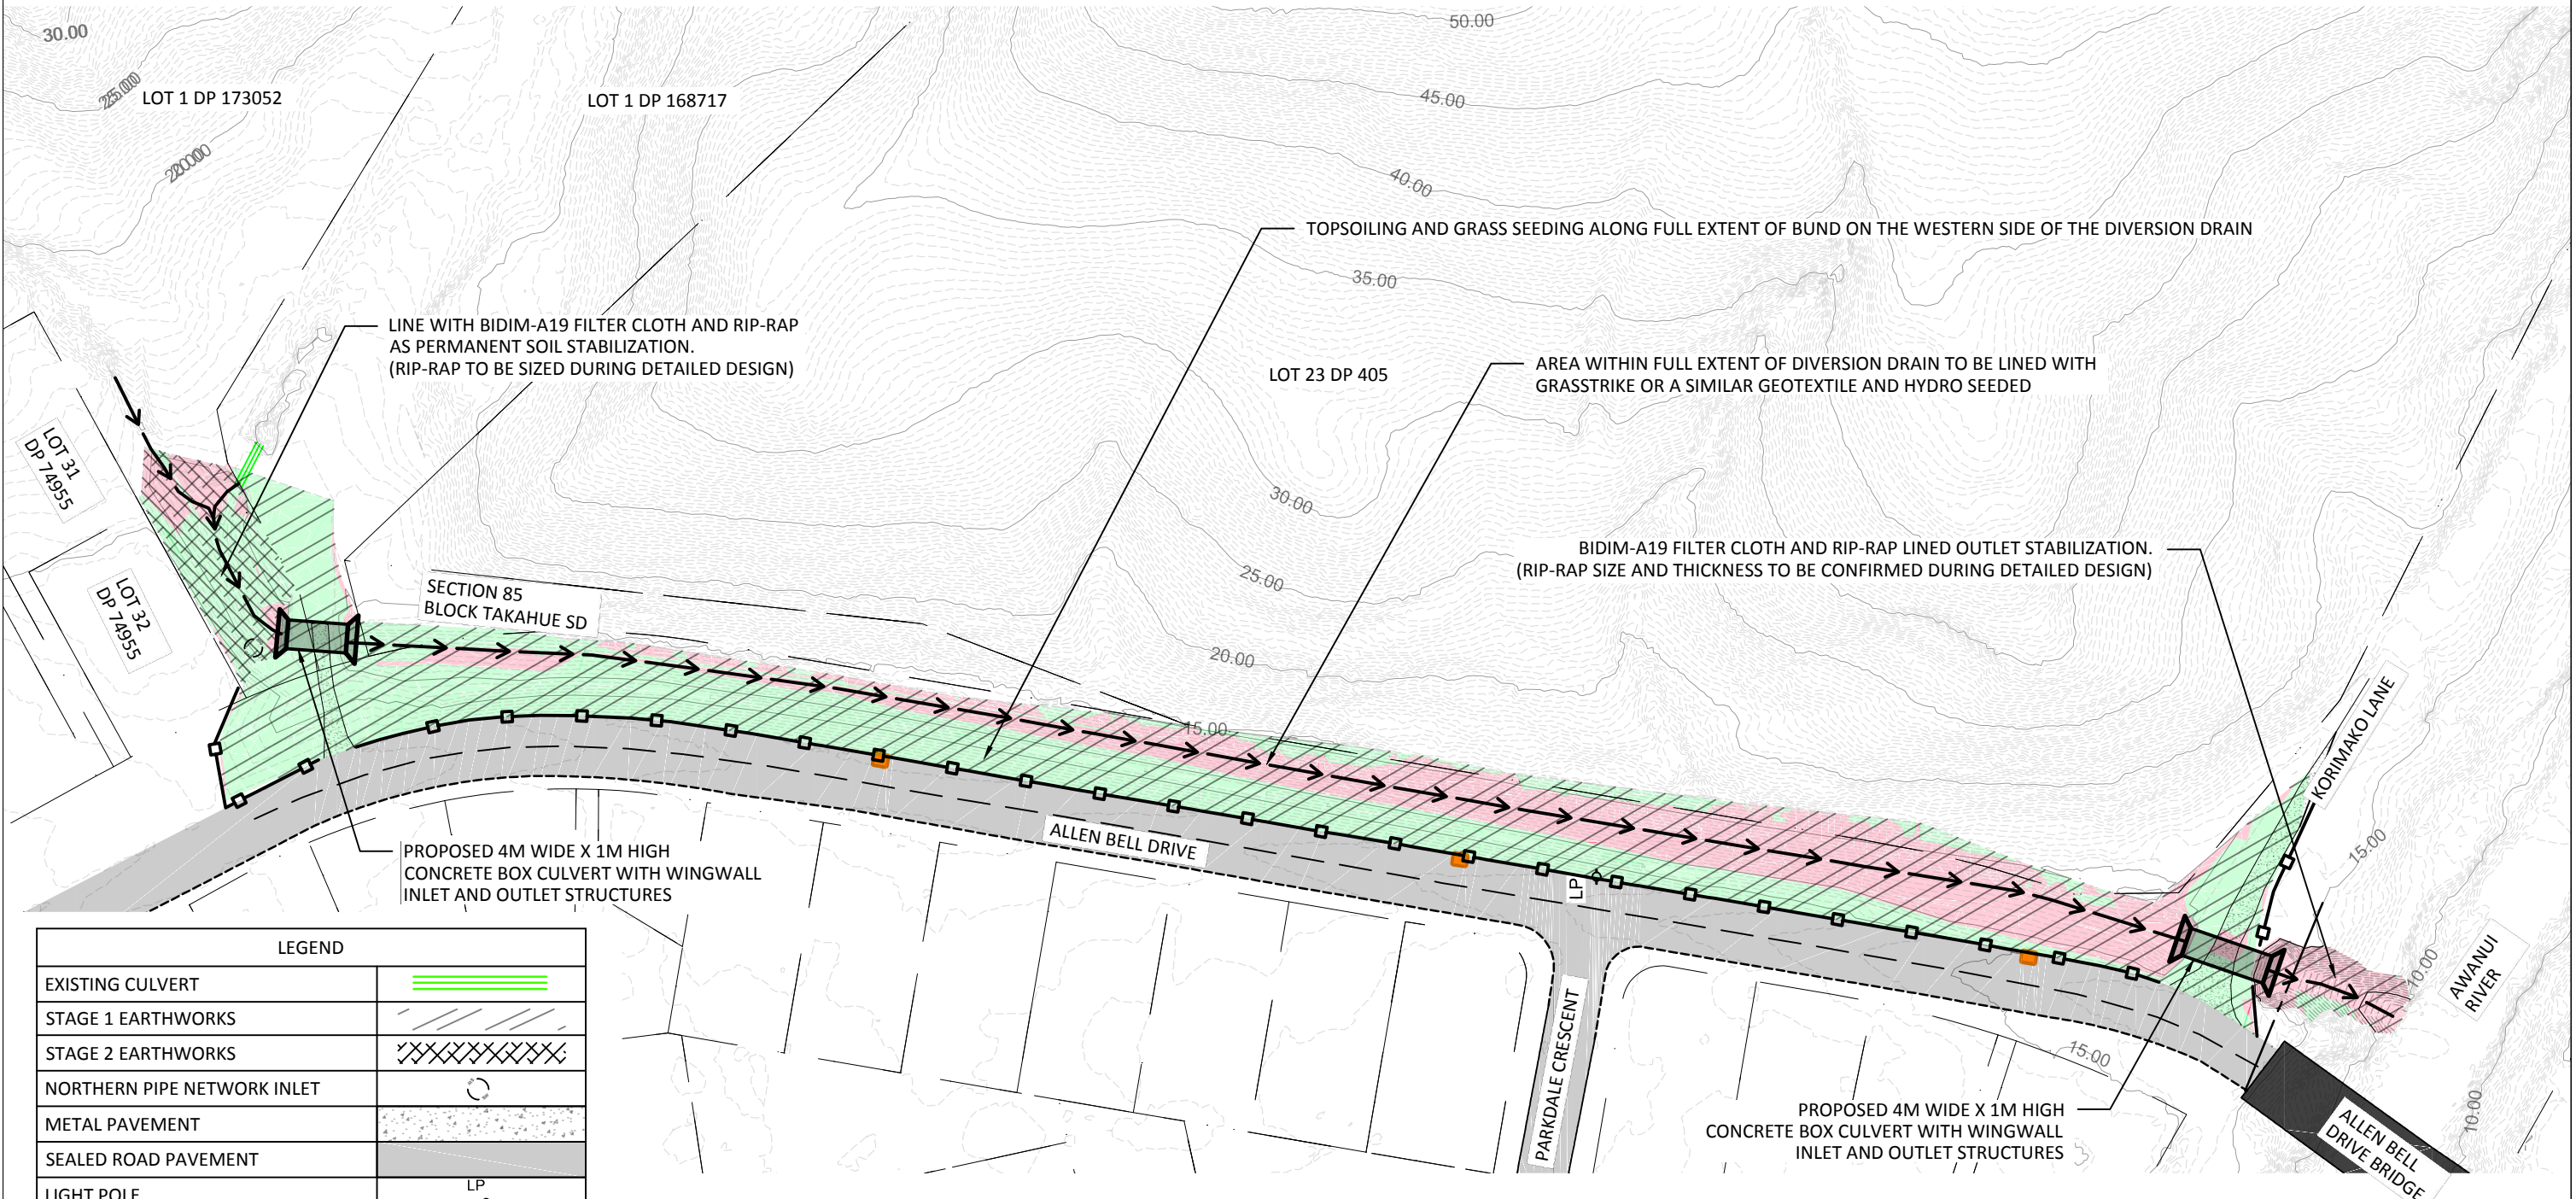 50.00
30.00
25.00
LOT 1 DP 173052
LOT 1 DP 168717
45.00
20.00
40.00
TOPSOILING AND GRASS SEEDING ALONG FULL EXTENT OF BUND ON THE WESTERN SIDE OF THE DIVERSION DRAIN
35.00
LINE WITH BIDIM-A19 FILTER CLOTH AND RIP-RAP
AS PERMANENT SOIL STABILIZATION.
(RIP-RAP TO BE SIZED DURING DETAILED DESIGN)
LOT 23 DP 405
AREA WITHIN FULL EXTENT OF DIVERSION DRAIN TO BE LINED WITH
GRASSTRIKE OR A SIMILAR GEOTEXTILE AND HYDRO SEEDED
LOT 31
DP 74955
30.00
BIDIM-A19 FILTER CLOTH AND RIP-RAP LINED OUTLET STABILIZATION.
(RIP-RAP SIZE AND THICKNESS TO BE CONFIRMED DURING DETAILED DESIGN)
25.00
LOT 32
DP 74955
SECTION 85
BLOCK TAKAHUE SD
20.00
15.00
KORIMAKO LANE
ALLEN BELL DRIVE
15.00
PROPOSED 4M WIDE X 1M HIGH
CONCRETE BOX CULVERT WITH WINGWALL
INLET AND OUTLET STRUCTURES
LP
10.00
AWANUI
RIVER
PARKDALE CRESCENT
15.00
10.00
PROPOSED 4M WIDE X 1M HIGH
CONCRETE BOX CULVERT WITH WINGWALL
INLET AND OUTLET STRUCTURES
ALLEN BELL
DRIVE BRIDGE
LEGEND
EXISTING CULVERT
STAGE 1 EARTHWORKS
STAGE 2 EARTHWORKS
NORTHERN PIPE NETWORK INLET
METAL PAVEMENT
SEALED ROAD PAVEMENT
LIGHT POLE
LP